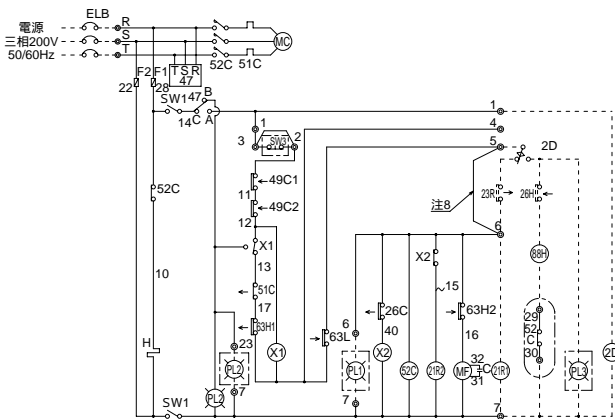 ELB
電源
三相200V
50/60Hz
R
S
T
52C
51C
MC
F2
F1
22
28
T S R
47
SW1
47
B
14
C
A
1
3
SW3
2
1
4
5
2D
49C1
11
49C2
12
52C
10
X1
13
51C
17
63H1
H
23
PL2
7
PL2
X1
63L
6
PL1
7
26C
40
X2
52C
X2
15
21R2
63H2
16
MF
32
C
31
注8
23R
26H
6
88H
29
52
C
30
21R1
PL3
2D
7
SW1